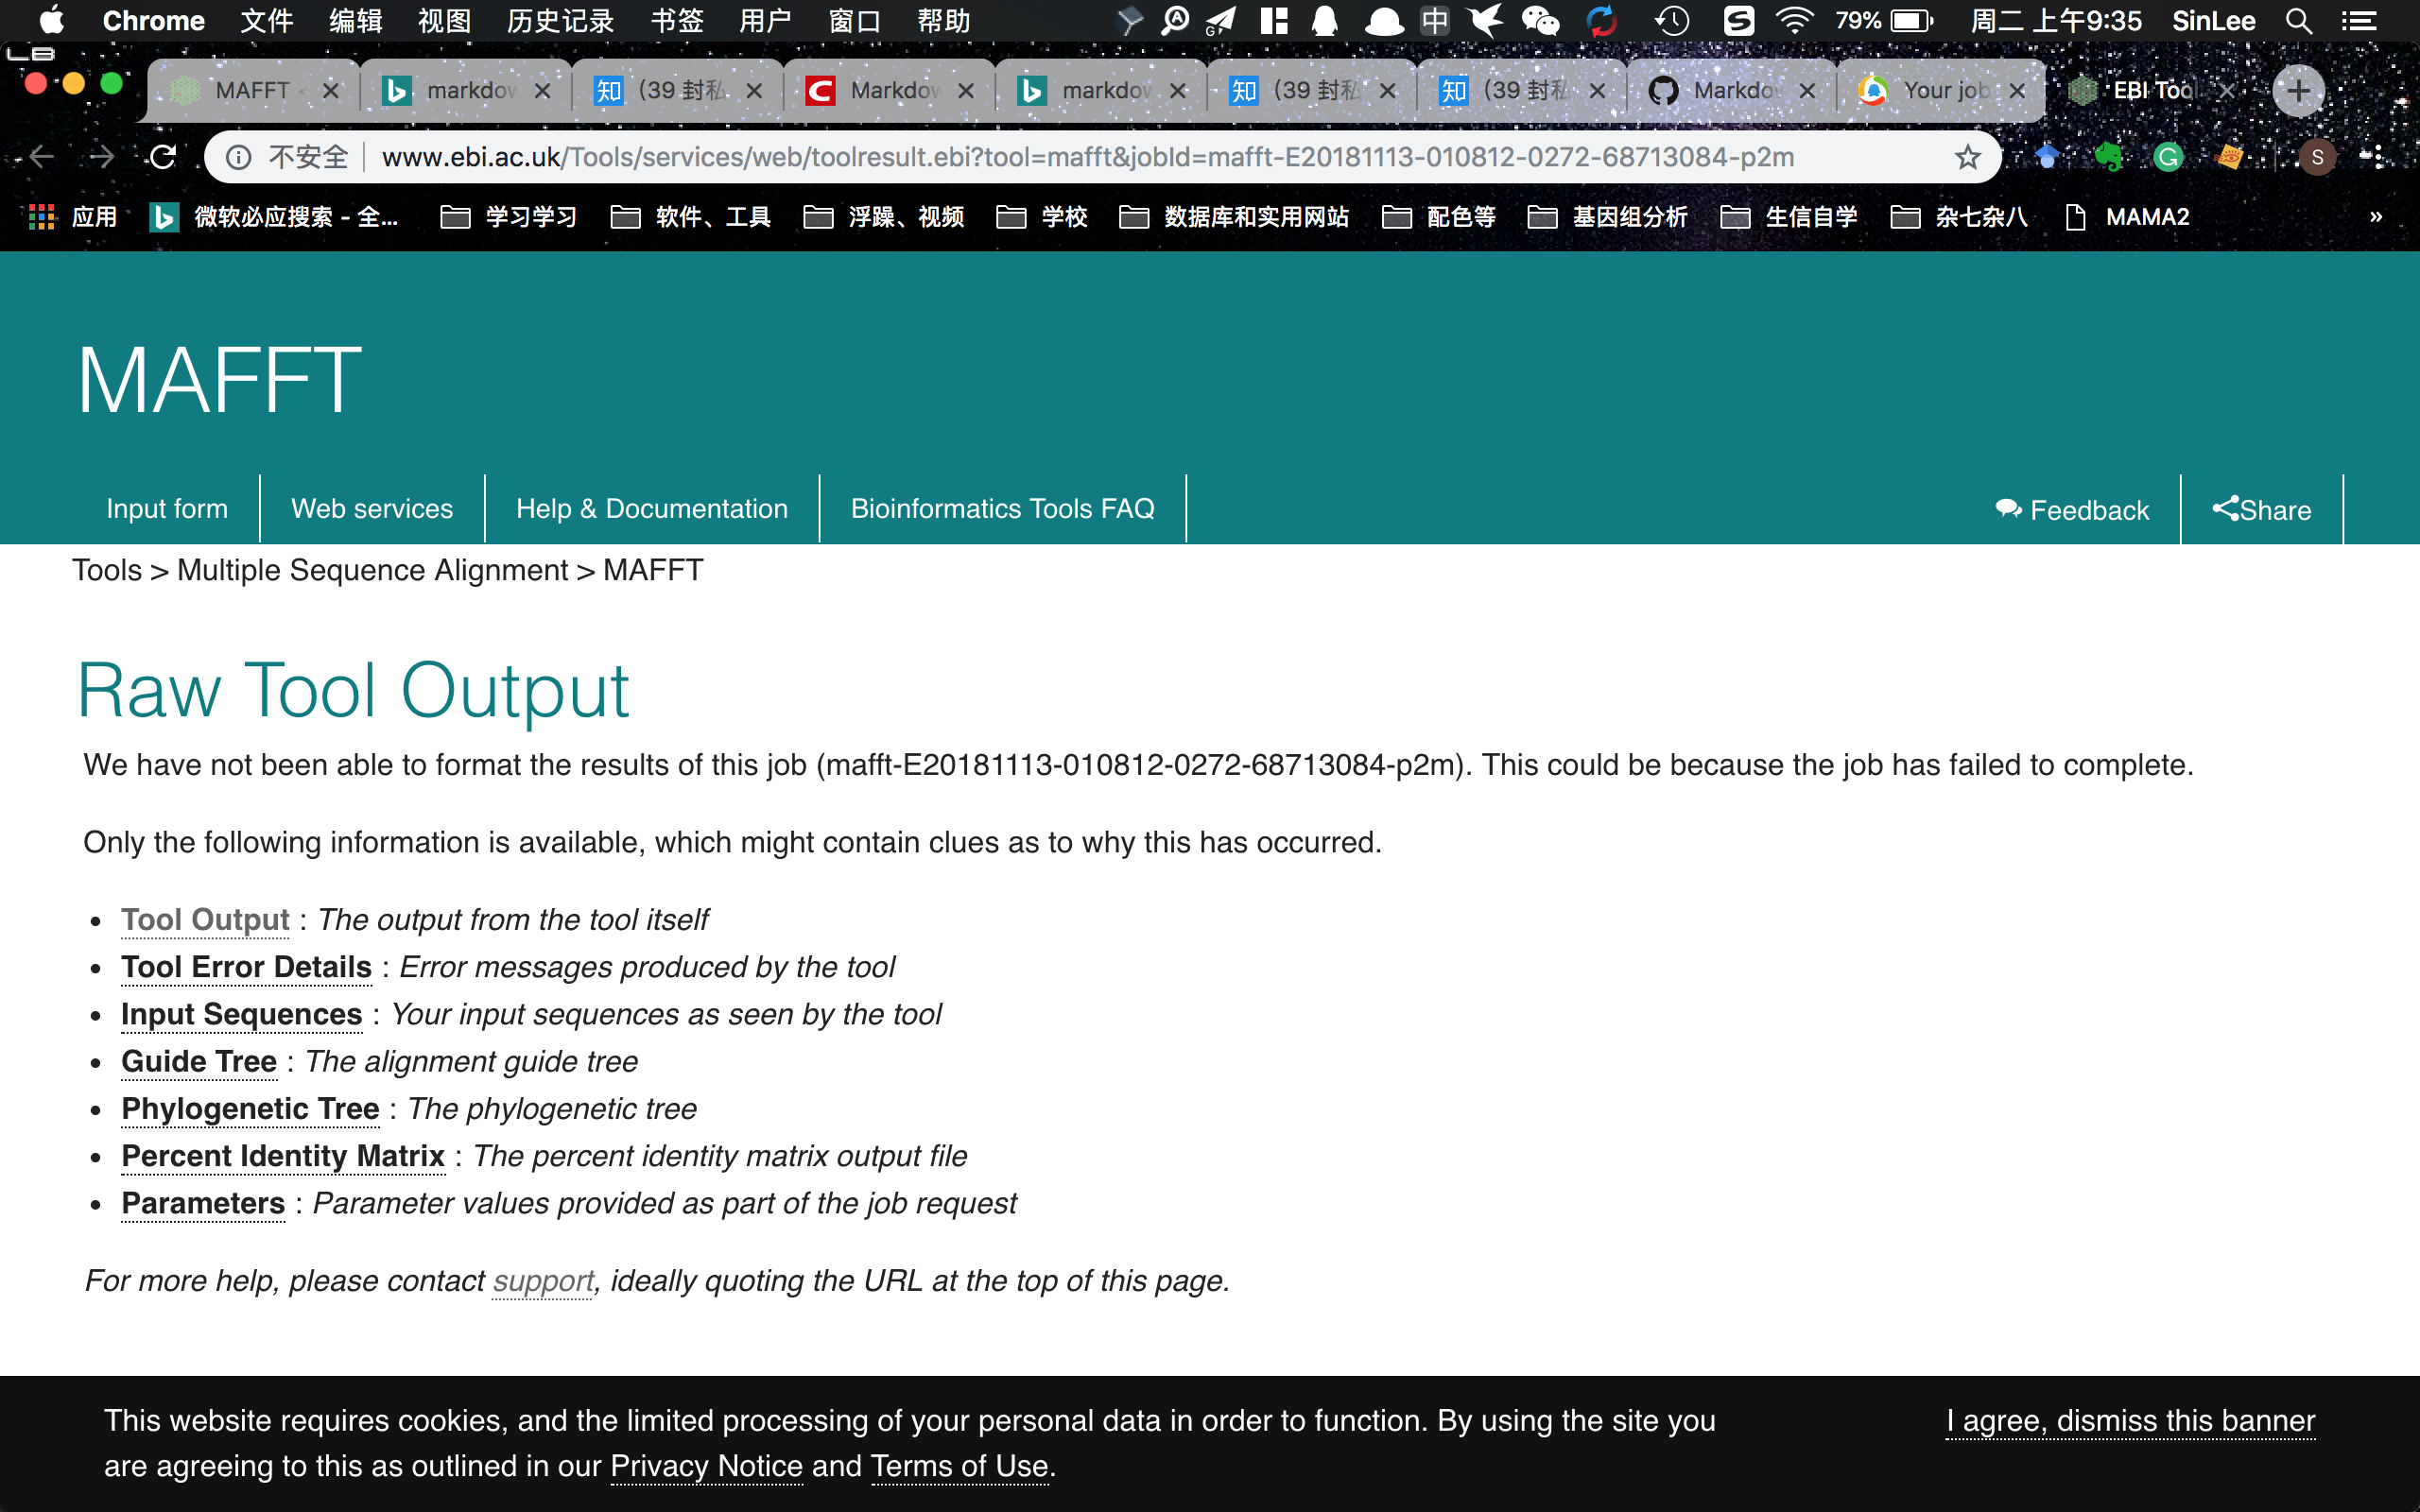 Chrome 文件 编辑 视图 历史记录 书签 用户 窗口 帮助 中 79% 周二 上午9:35 SinLee
MAFFT markdow (39 封私 Markdow markdow (39 封私 (39 封私 Markdow Your job EBI Tool
不安全 www.ebi.ac.uk/Tools/services/web/toolresult.ebi?tool=mafft&jobId=mafft-E20181113-010812-0272-68713084-p2m
应用 微软必应搜索 - 全... 学习学习 软件、工具 浮躁、视频 学校 数据库和实用网站 配色等 基因组分析 生信自学 杂七杂八 MAMA2 »
MAFFT
Input form Web services Help & Documentation Bioinformatics Tools FAQ Feedback Share
Tools > Multiple Sequence Alignment > MAFFT
Raw Tool Output
We have not been able to format the results of this job (mafft-E20181113-010812-0272-68713084-p2m). This could be because the job has failed to complete.
Only the following information is available, which might contain clues as to why this has occurred.
• Tool Output : The output from the tool itself
• Tool Error Details : Error messages produced by the tool
• Input Sequences : Your input sequences as seen by the tool
• Guide Tree : The alignment guide tree
• Phylogenetic Tree : The phylogenetic tree
• Percent Identity Matrix : The percent identity matrix output file
• Parameters : Parameter values provided as part of the job request
For more help, please contact support, ideally quoting the URL at the top of this page.
This website requires cookies, and the limited processing of your personal data in order to function. By using the site you
are agreeing to this as outlined in our Privacy Notice and Terms of Use.
I agree, dismiss this banner